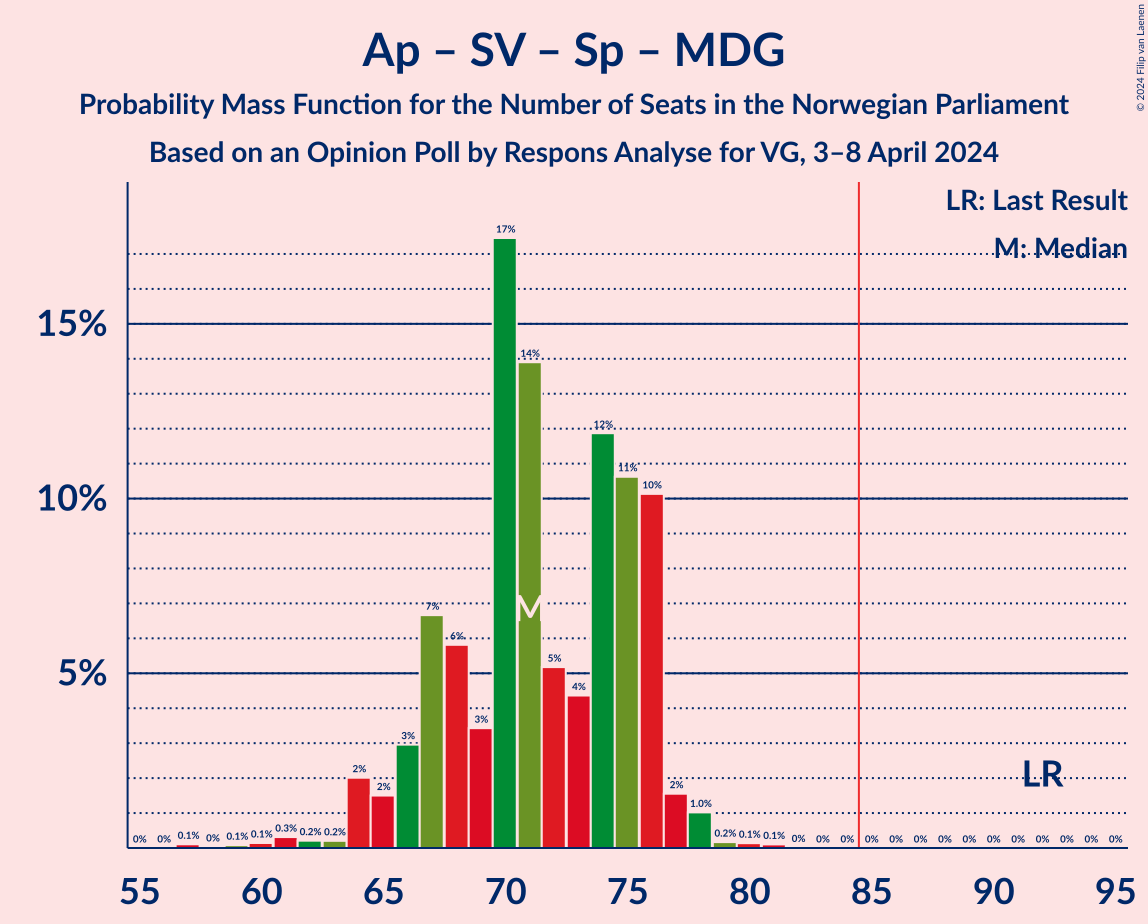 Ap – SV – Sp – MDG
Probability Mass Function for the Number of Seats in the Norwegian Parliament
Based on an Opinion Poll by Respons Analyse for VG, 3–8 April 2024
© 2024 Filip van Laenen
LR: Last Result
M: Median
15%
10%
5%
0% 0% 0.1% 0% 0.1% 0.1% 0.3% 0.2% 0.2% 2% 2% 3% 7% 6% 3% 17% 14% 5% 4% 12% 11% 10% 2% 1.0% 0.2% 0.1% 0.1% 0% 0% 0% 0% 0% 0% 0% 0% 0% 0% 0% 0% 0% 0%
M
LR
55 60 65 70 75 80 85 90 95